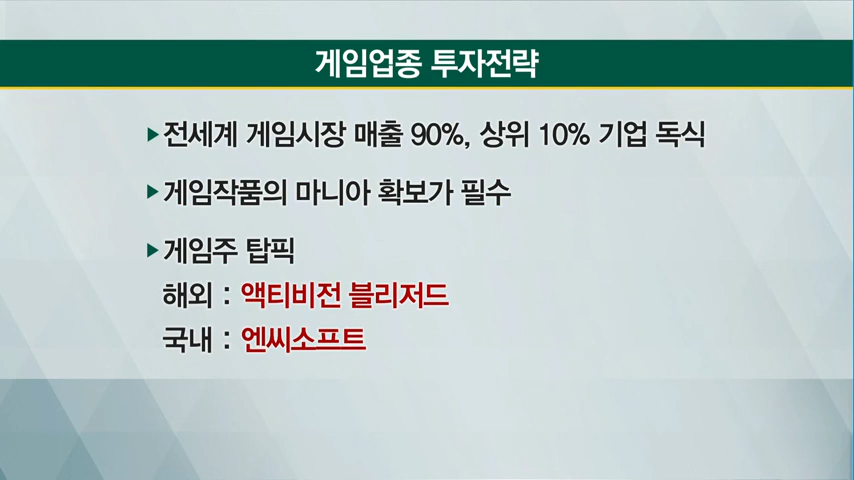 게임업종 투자전략
▶전세계 게임시장 매출 90%, 상위 10% 기업 독식
▶게임작품의 마니아 확보가 필수
▶게임주 탑픽
해외 : 액티비전 블리저드
국내 : 엔씨소프트